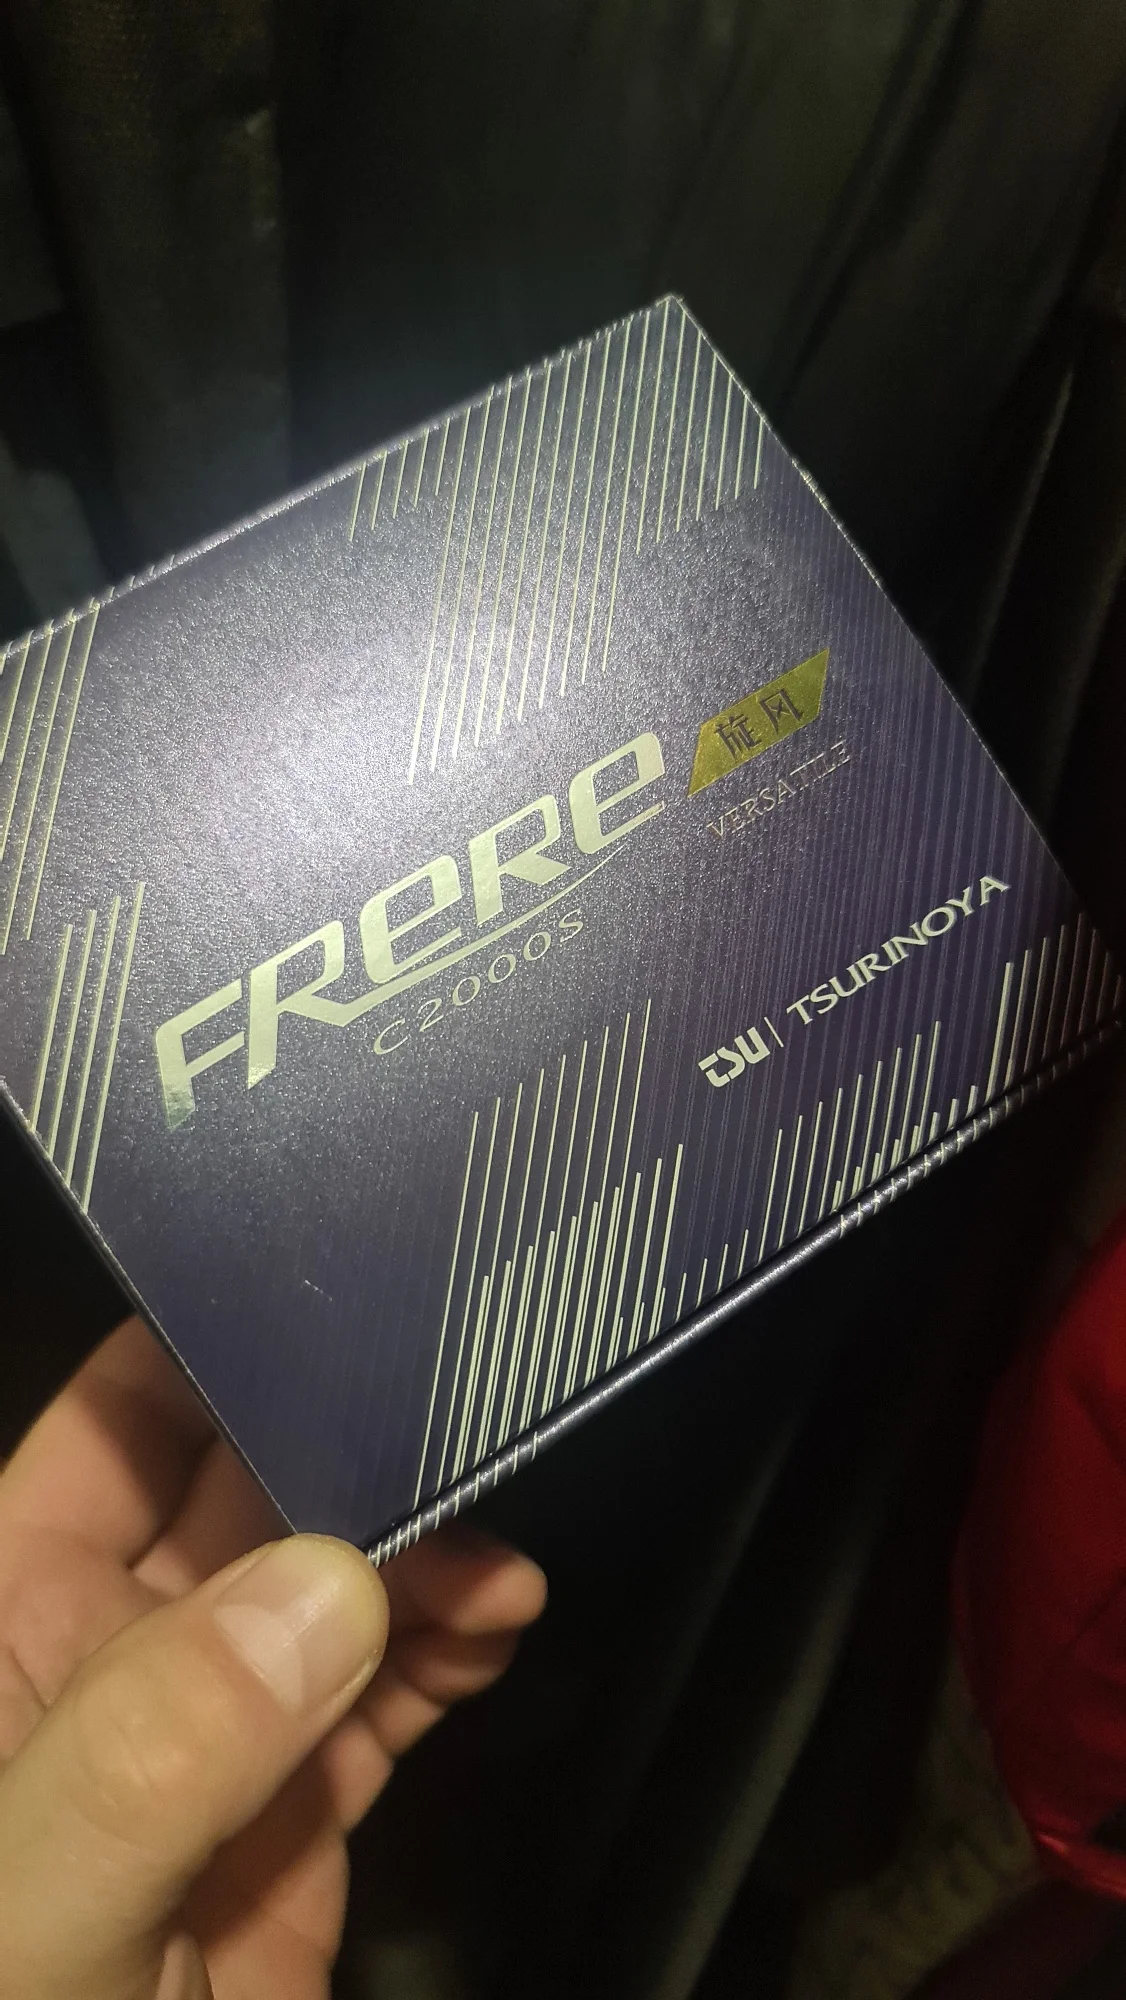 FReRe 旋风
VERSATILE
C2000S
TSU | TSURINOYA